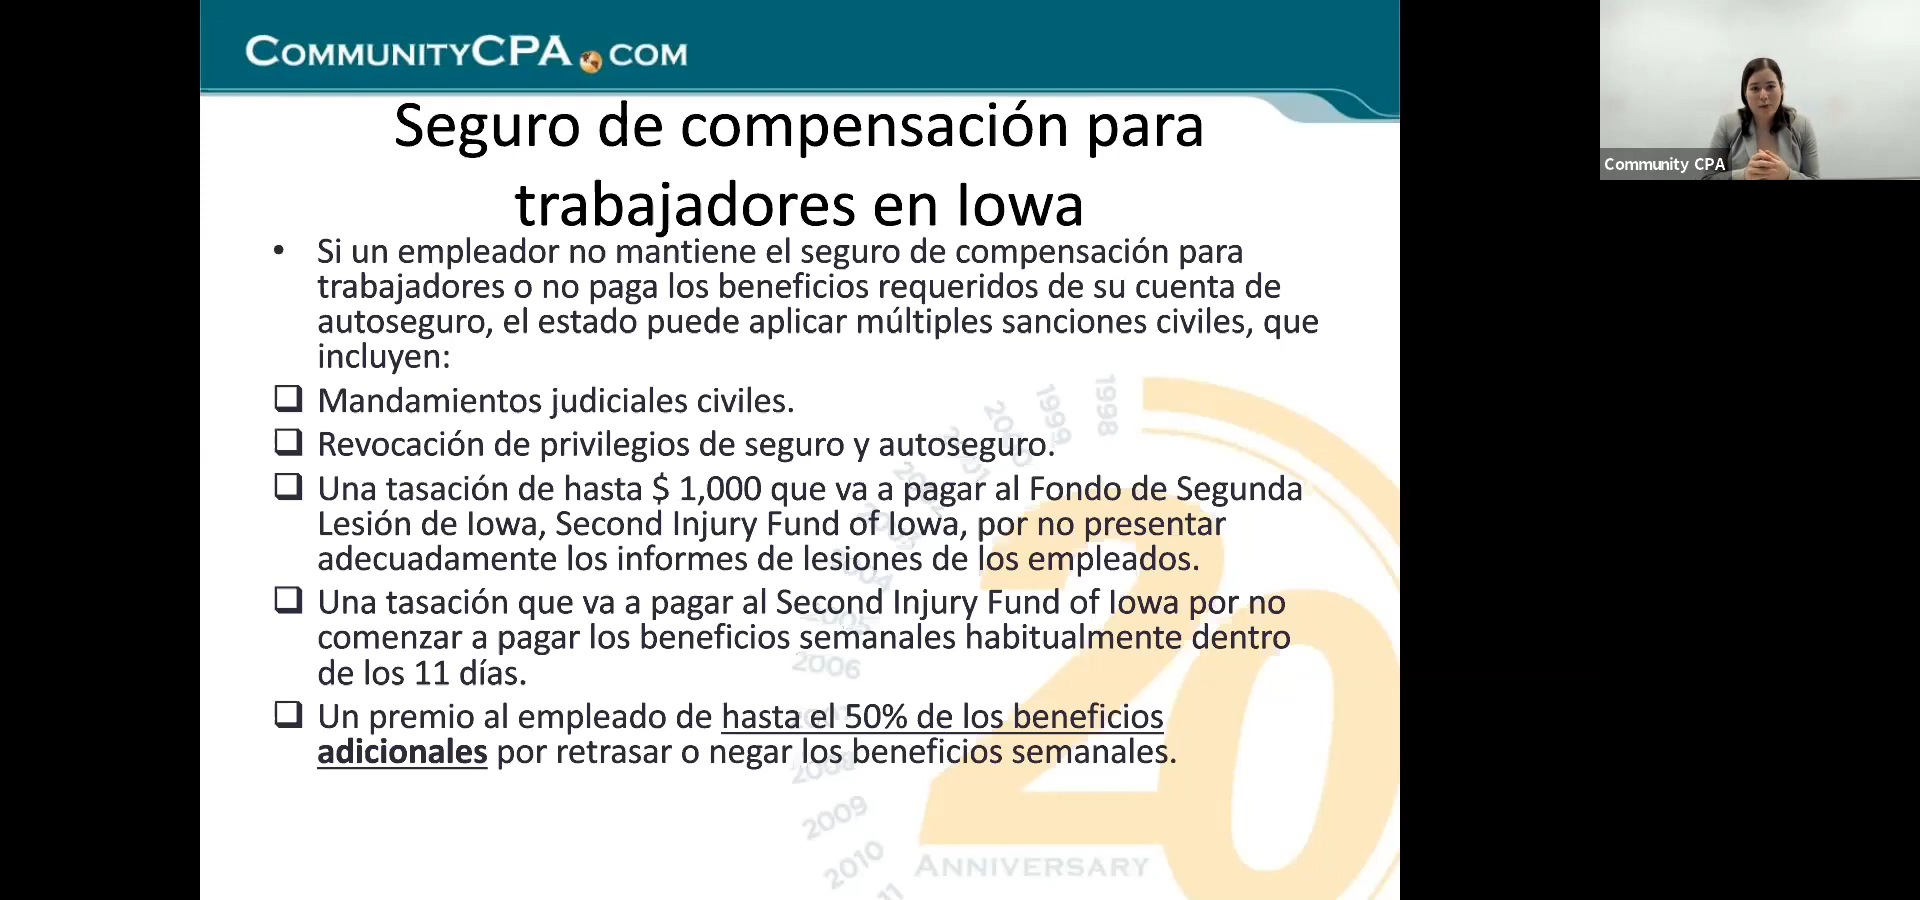 COMMUNITYCPA.COM
Community CPA
Seguro de compensación para
trabajadores en Iowa
• Si un empleador no mantiene el seguro de compensación para
trabajadores o no paga los beneficios requeridos de su cuenta de
autoseguro, el estado puede aplicar múltiples sanciones civiles, que
incluyen:
❑ Mandamientos judiciales civiles.
❑ Revocación de privilegios de seguro y autoseguro.
❑ Una tasación de hasta $ 1,000 que va a pagar al Fondo de Segunda
Lesión de Iowa, Second Injury Fund of Iowa, por no presentar
adecuadamente los informes de lesiones de los empleados.
❑ Una tasación que va a pagar al Second Injury Fund of Iowa por no
comenzar a pagar los beneficios semanales habitualmente dentro
de los 11 días.
❑ Un premio al empleado de hasta el 50% de los beneficios
adicionales por retrasar o negar los beneficios semanales.
1998
1999
2004
2005
2006
2008
2009
2010
11
20
ANNIVERSARY